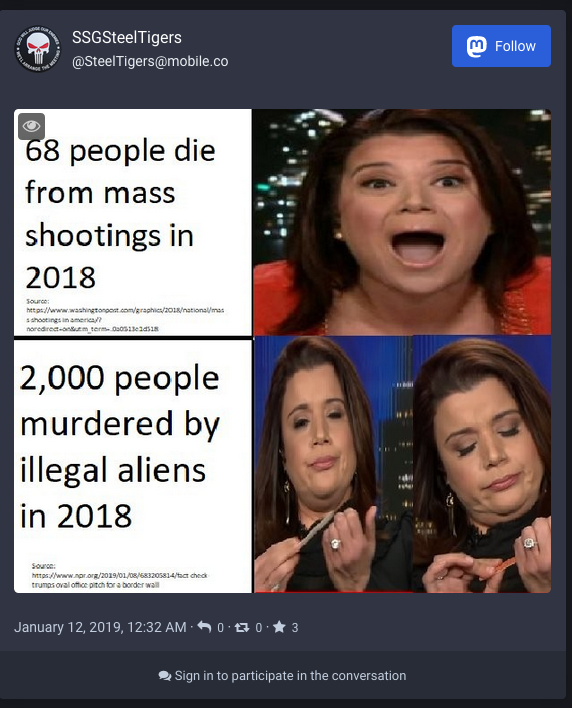 SSGSteelTigers
@SteelTigers@mobile.co
Follow
68 people die
from mass
shootings in
2018
Source:
https://www.washingtonpost.com/graphics/2018/national/mas
s shootings in america/?
noredirect=on&utm_term=.0a0513e1d518
2,000 people
murdered by
illegal aliens
in 2018
Source:
https://www.npr.org/2019/01/08/683205814/fact check
trumps oval office pitch for a border wall
January 12, 2019, 12:32 AM · 0 · 0 · 3
Sign in to participate in the conversation